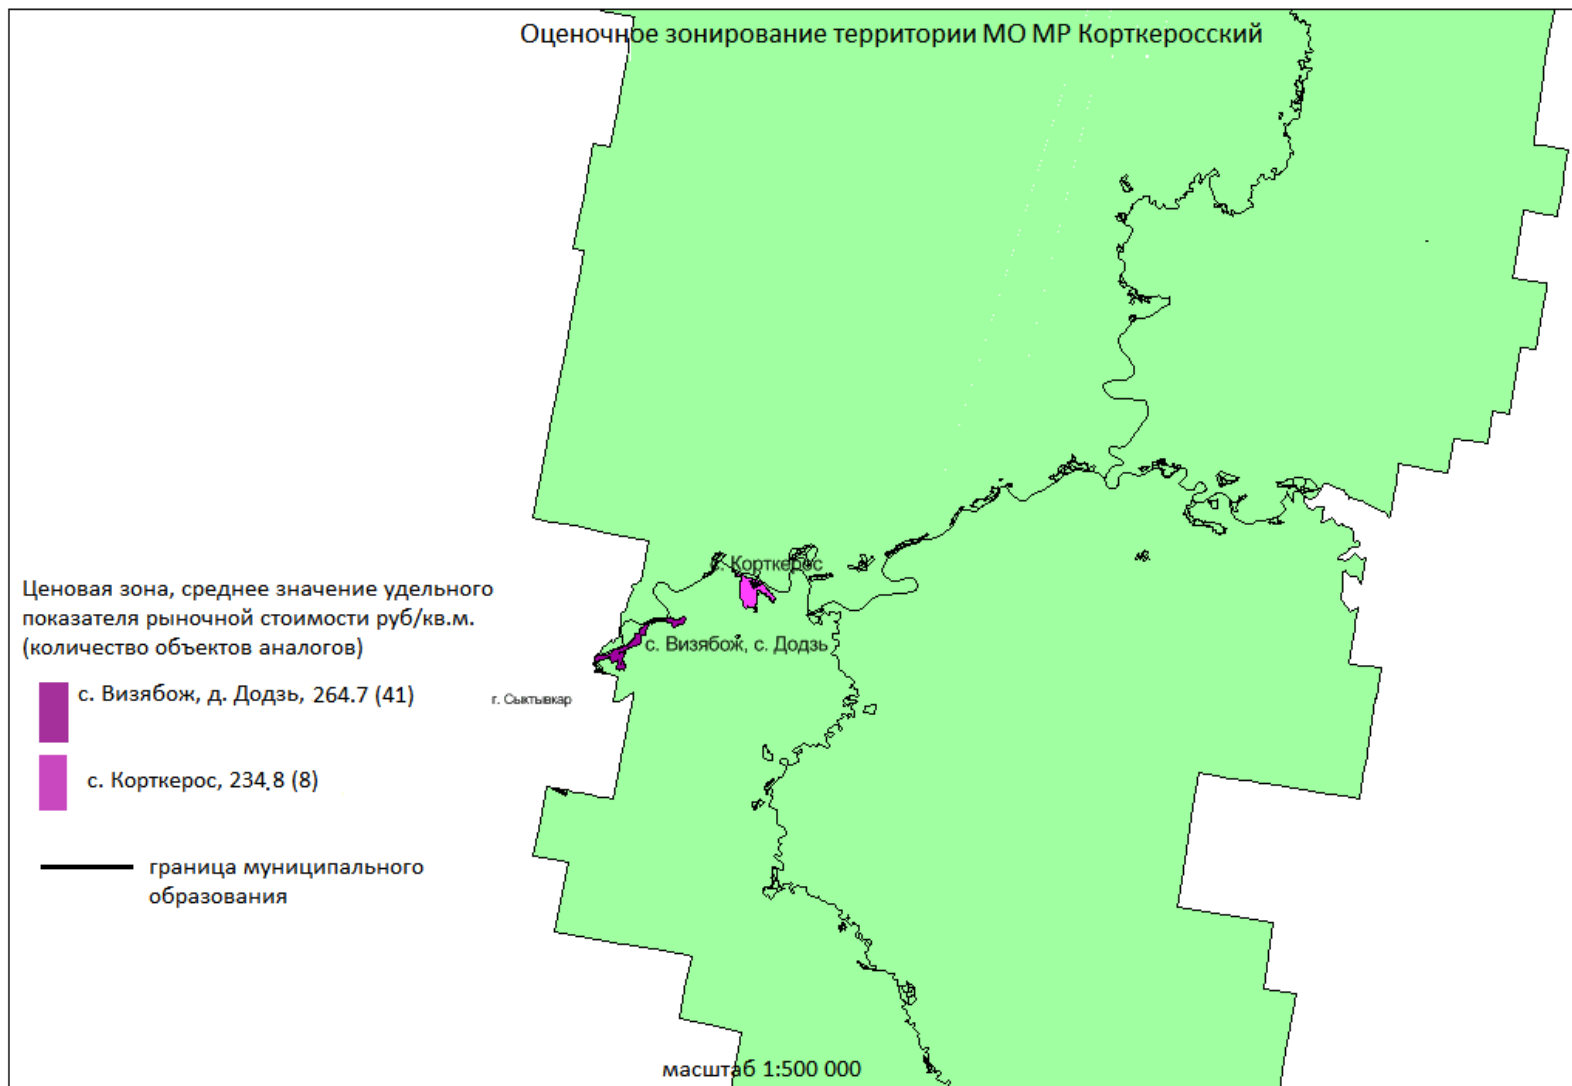 Оценочное зонирование территории МО МР Корткеросский
с. Корткерос
с. Визябож, с. Додзь
г. Сыктывкар
Ценовая зона, среднее значение удельного
показателя рыночной стоимости руб/кв.м.
(количество объектов аналогов)
с. Визябож, д. Додзь, 264.7 (41)
с. Корткерос, 234.8 (8)
граница муниципального
образования
масштаб 1:500 000